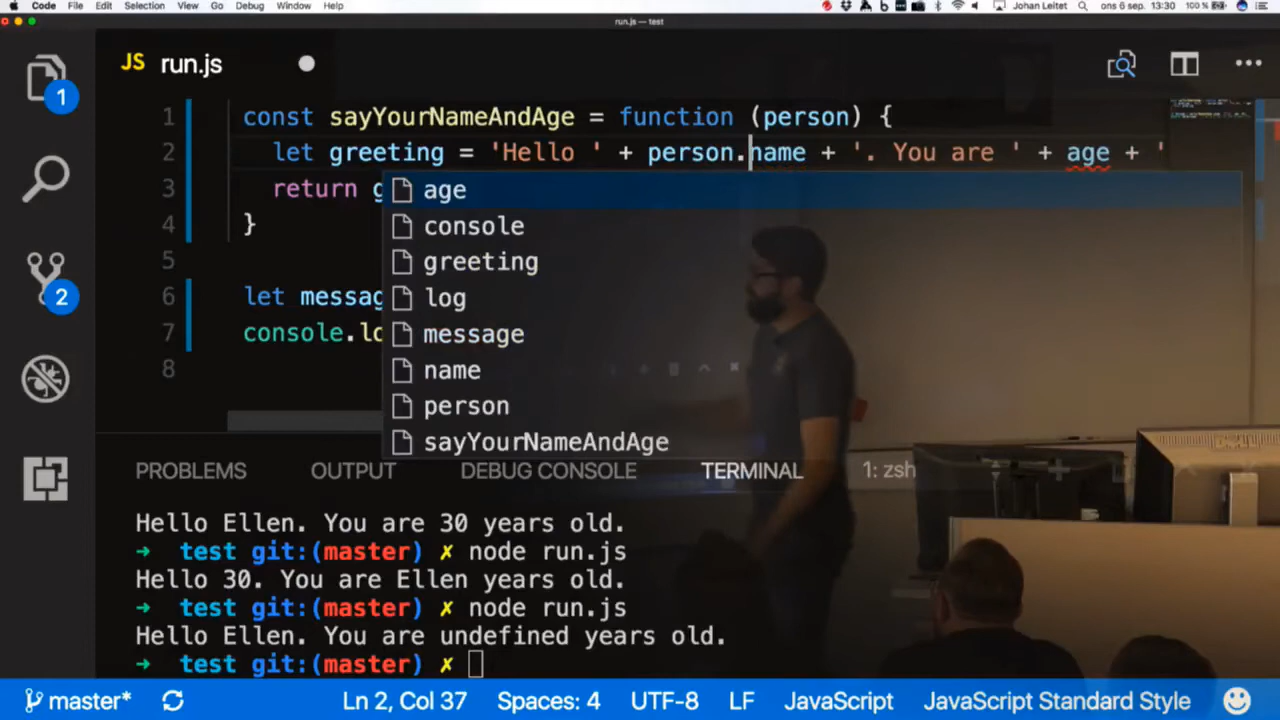 Code File Edit Selection View Go Debug Window Help Johan Leitet ons 6 sep. 13:30 100 %
run.js — test
1
JS run.js
1 const sayYourNameAndAge = function (person) {
2 let greeting = 'Hello ' + person.name + '. You are ' + age + '
3 return g
age
4 }
console
5
greeting
2
6 let messag
log
7 console.lo
message
8
name
person
sayYourNameAndAge
PROBLEMS OUTPUT DEBUG CONSOLE TERMINAL 1: zsh
Hello Ellen. You are 30 years old.
➜ test git:(master) ✗ node run.js
Hello 30. You are Ellen years old.
➜ test git:(master) ✗ node run.js
Hello Ellen. You are undefined years old.
➜ test git:(master) ✗
master* Ln 2, Col 37 Spaces: 4 UTF-8 LF JavaScript JavaScript Standard Style